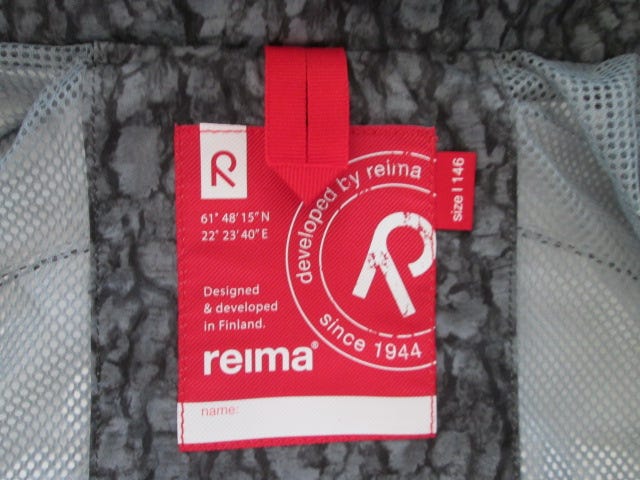 R
61° 48' 15" N
22° 23' 40" E
Designed
& developed
in Finland.
reima®
name:
developed by reima
R
since 1944
size | 146